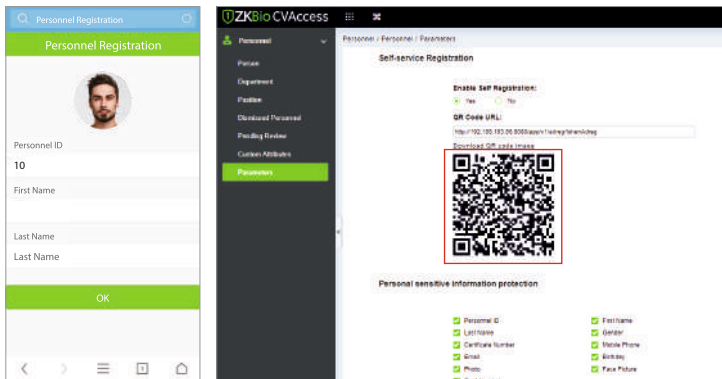 Personnel Registration
Personnel Registration
Personnel ID
10
First Name
Last Name
Last Name
OK
1
ZKBio CVAccess
Personnel
Person
Department
Position
Dismissed Personnel
Pending Review
Custom Attributes
Parameters
Personnel / Personnel / Parameters
Self-service Registration
Enable Self Registration:
Yes No
QR Code URL:
Download QR code image
Personal sensitive information protection
Personnel ID First Name
Last Name Gender
Certificate Number Mobile Phone
Email Birthday
Photo Face Picture